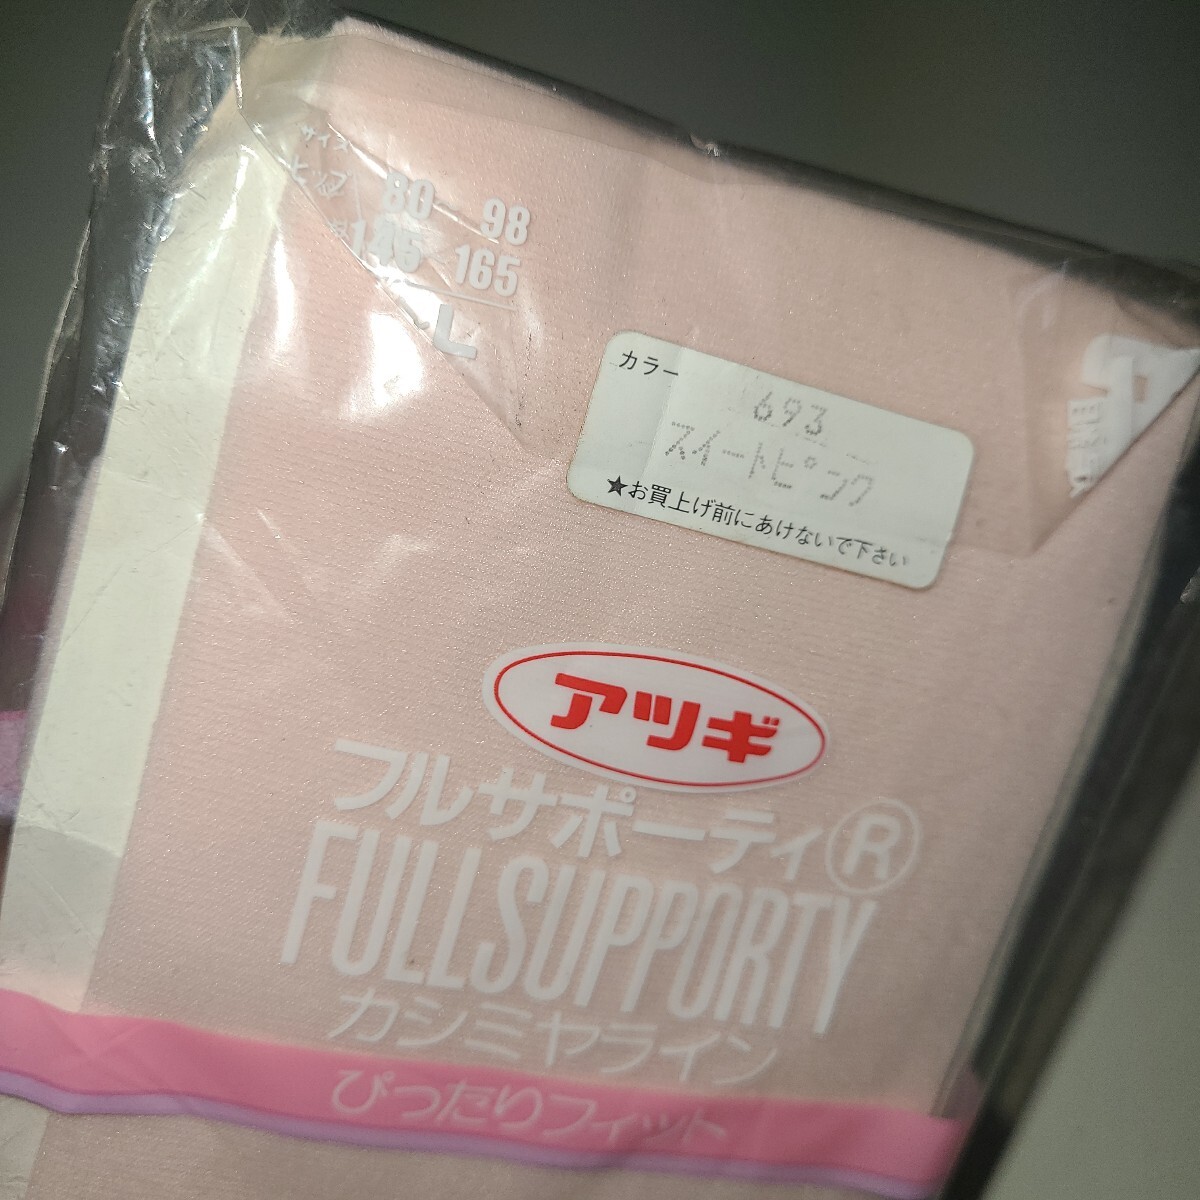 サイズ
ヒップ 80~98
145~165
L
カラー
693
スイートピンク
★お買上げ前にあけないで下さい
アツギ
フルサポーティ®
FULLSUPPORTY
カシミヤライン
ぴったりフィット